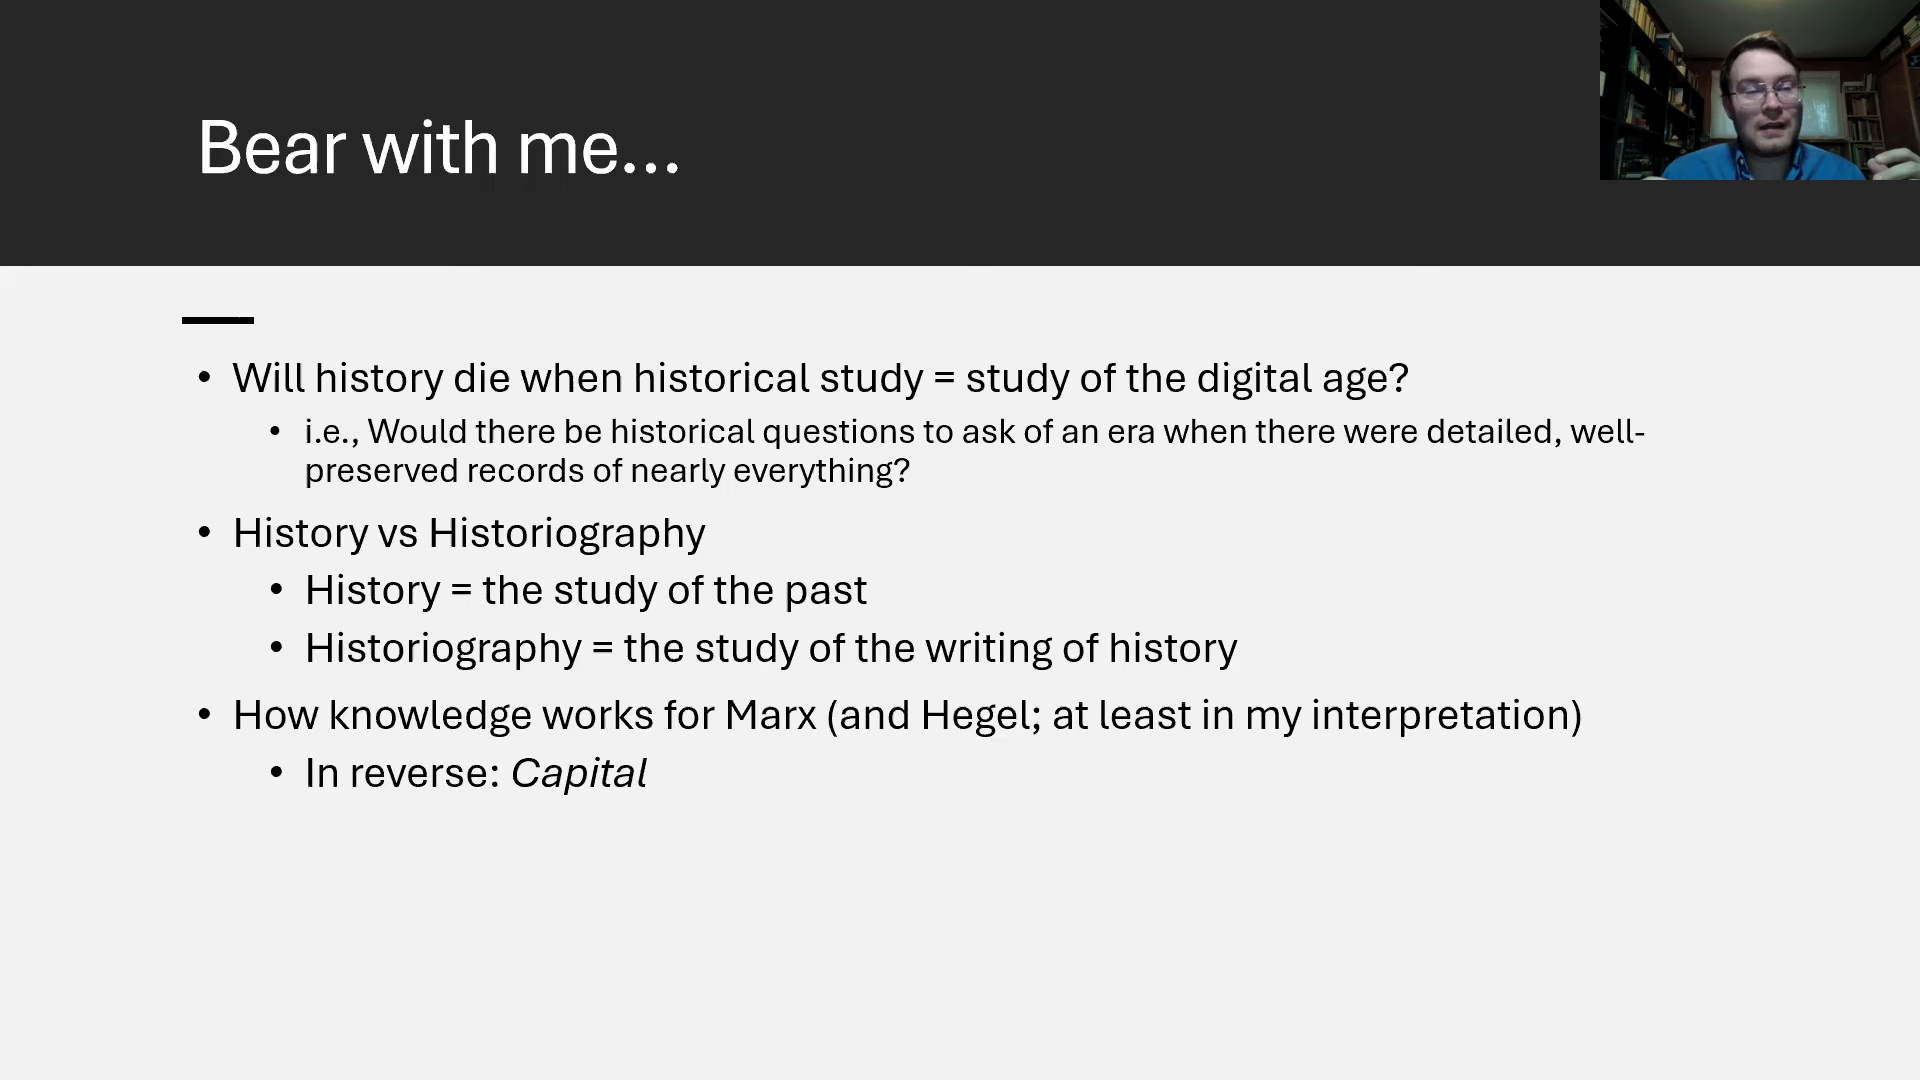 Bear with me...
• Will history die when historical study = study of the digital age?
• i.e., Would there be historical questions to ask of an era when there were detailed, well-
preserved records of nearly everything?
• History vs Historiography
• History = the study of the past
• Historiography = the study of the writing of history
• How knowledge works for Marx (and Hegel; at least in my interpretation)
• In reverse: Capital